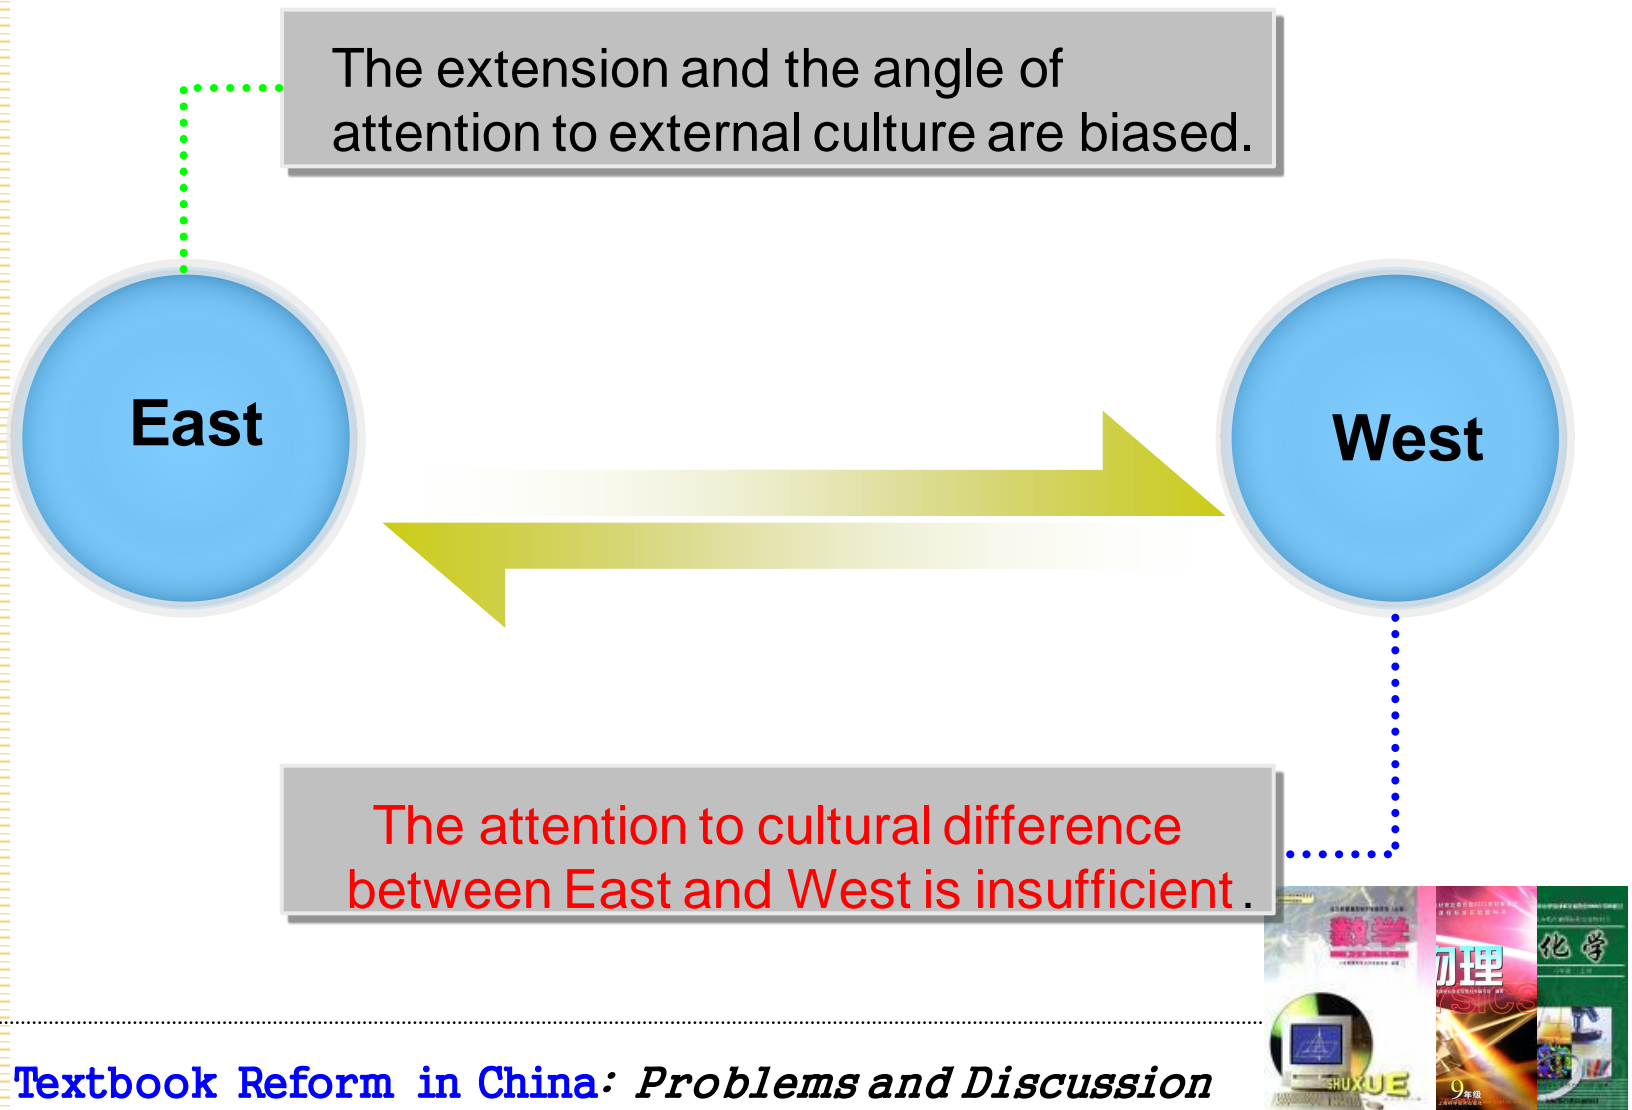 The extension and the angle of
attention to external culture are biased.
East
West
The attention to cultural difference
between East and West is insufficient.
数学
物理
化学
SHUXUE
9年级
Textbook Reform in China: Problems and Discussion